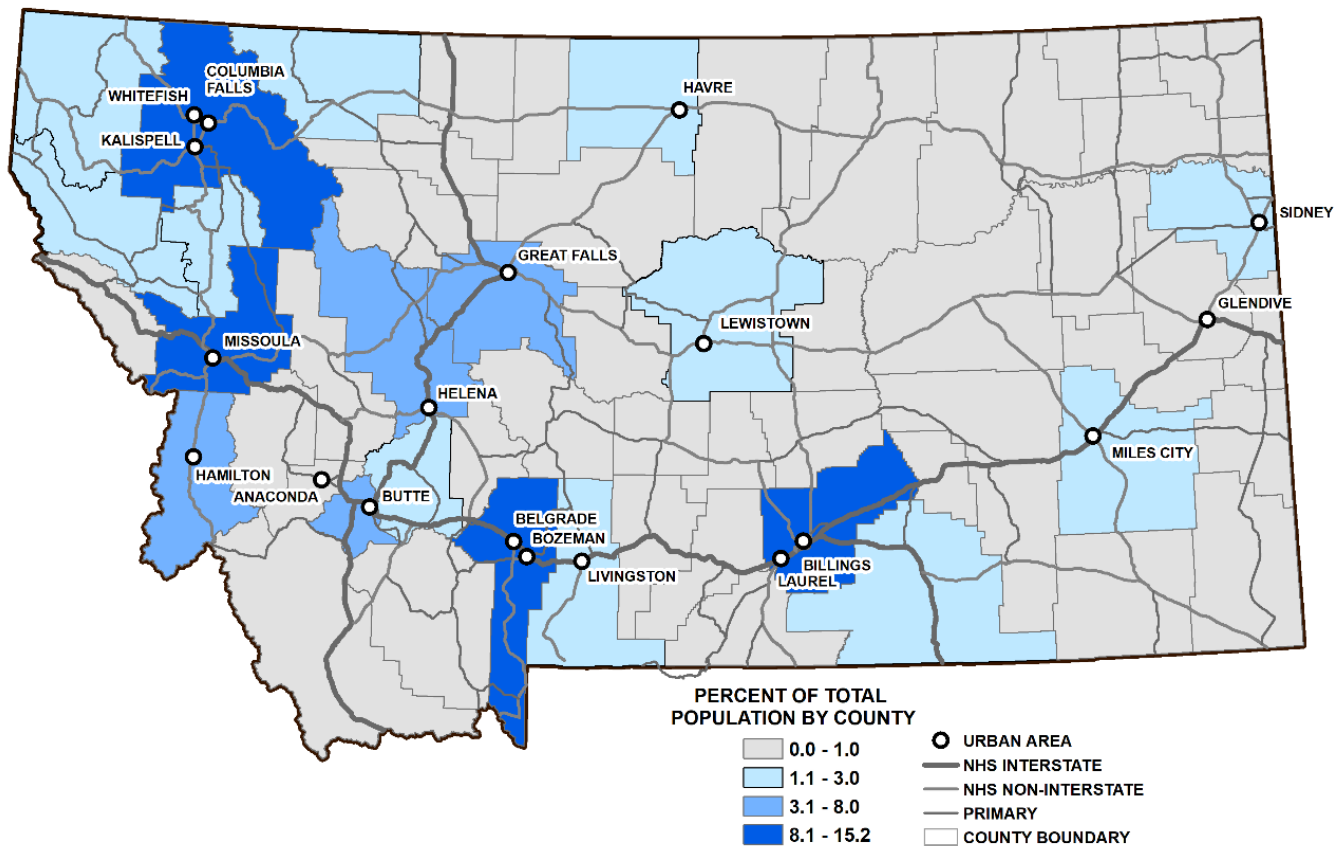 COLUMBIA
FALLS
WHITEFISH
KALISPELL
HAVRE
SIDNEY
GREAT FALLS
GLENDIVE
LEWISTOWN
MISSOULA
HELENA
MILES CITY
HAMILTON
ANACONDA
BUTTE
BELGRADE
BOZEMAN
LIVINGSTON
BILLINGS
LAUREL
PERCENT OF TOTAL
POPULATION BY COUNTY
0.0 - 1.0
1.1 - 3.0
3.1 - 8.0
8.1 - 15.2
URBAN AREA
NHS INTERSTATE
NHS NON-INTERSTATE
PRIMARY
COUNTY BOUNDARY